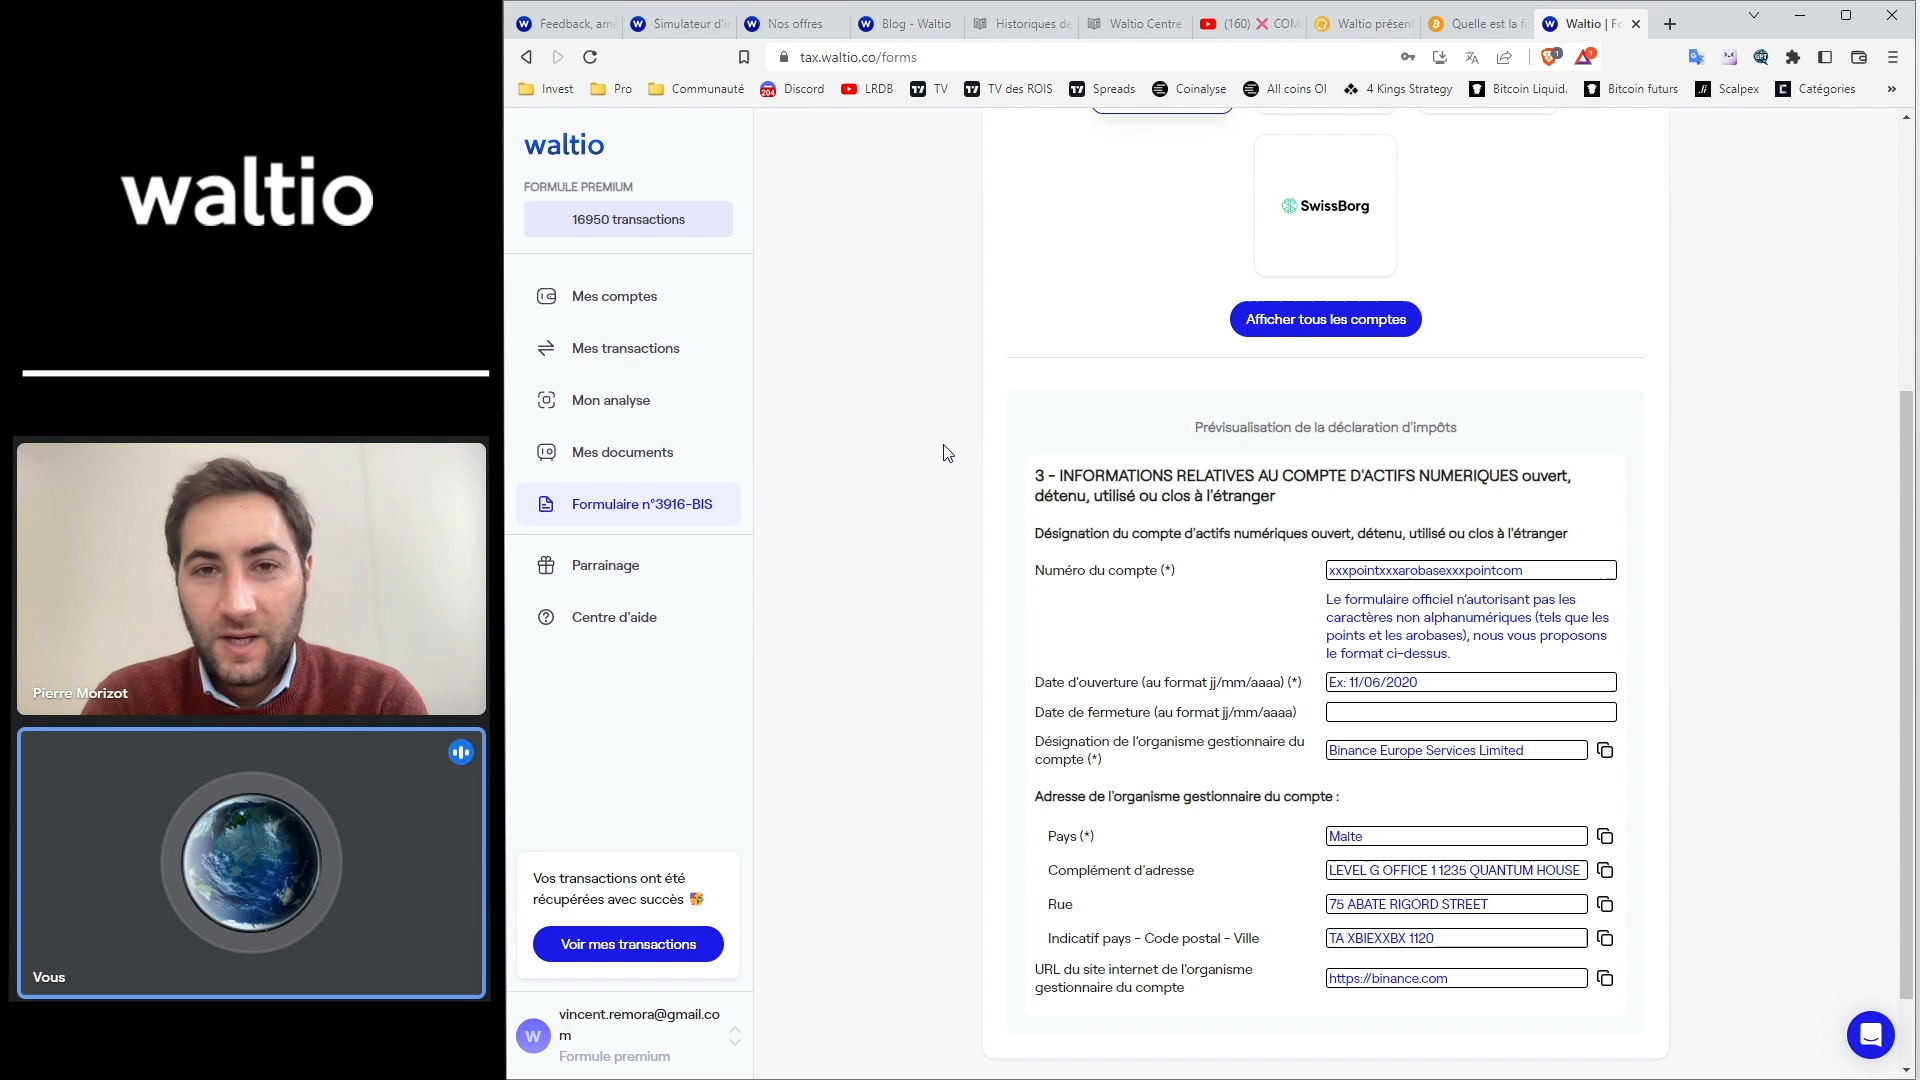 waltio
Pierre Morizot
Vous
Feedback, ame
Simulateur d'i
Nos offres
Blog - Waltio
Historiques de
Waltio Centre
(160) ❌ COM
Waltio présen
Quelle est la fi
Waltio | Fo
tax.waltio.co/forms
1
1
Invest
Pro
Communauté
204
Discord
LRDB
TV
TV des ROIS
Spreads
Coinalyse
All coins OI
4 Kings Strategy
Bitcoin Liquid.
Bitcoin futurs
Scalpex
Catégories
»
waltio
FORMULE PREMIUM
16950 transactions
Mes comptes
Mes transactions
Mon analyse
Mes documents
Formulaire n°3916-BIS
Parrainage
Centre d'aide
Vos transactions ont été
récupérées avec succès 🎉
Voir mes transactions
W
vincent.remora@gmail.co
m
Formule premium
SwissBorg
Afficher tous les comptes
Prévisualisation de la déclaration d'impôts
3 - INFORMATIONS RELATIVES AU COMPTE D'ACTIFS NUMERIQUES ouvert,
détenu, utilisé ou clos à l'étranger
Désignation du compte d'actifs numériques ouvert, détenu, utilisé ou clos à l'étranger
Numéro du compte (*)
xxxpointxxxarobasexxxpointcom
Le formulaire officiel n'autorisant pas les
caractères non alphanumériques (tels que les
points et les arobases), nous vous proposons
le format ci-dessus.
Date d'ouverture (au format jj/mm/aaaa) (*)
Ex: 11/06/2020
Date de fermeture (au format jj/mm/aaaa)
Désignation de l'organisme gestionnaire du
compte (*)
Binance Europe Services Limited
Adresse de l'organisme gestionnaire du compte :
Pays (*)
Malte
Complément d'adresse
LEVEL G OFFICE 1 1235 QUANTUM HOUSE
Rue
75 ABATE RIGORD STREET
Indicatif pays - Code postal - Ville
TA XBIEXXBX 1120
URL du site internet de l'organisme
gestionnaire du compte
https://binance.com